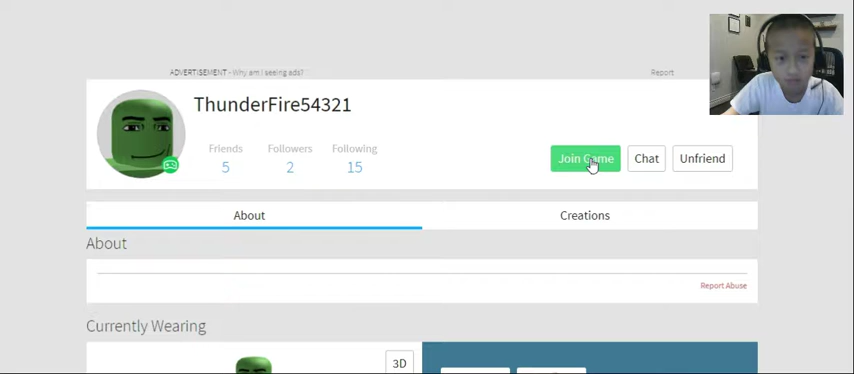 ADVERTISEMENT - Why am I seeing ads?
Report
ThunderFire54321
Friends
Followers
Following
5
2
15
Join Game
Chat
Unfriend
About
Creations
About
Report Abuse
Currently Wearing
3D